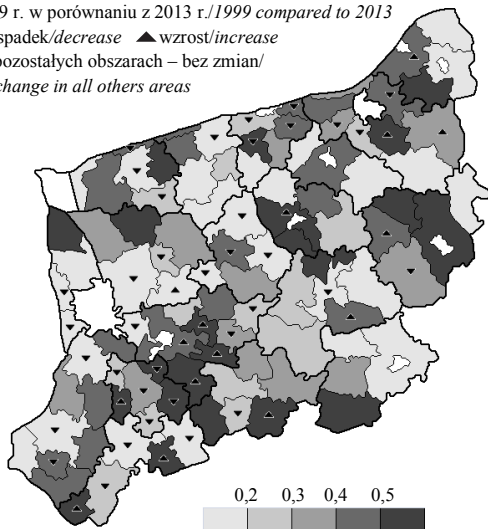 9 r. w porównaniu z 2013 r./1999 compared to 2013
spadek/decrease ▲ wzrost/increase
pozostałych obszarach – bez zmian/
change in all others areas
0,2 0,3 0,4 0,5